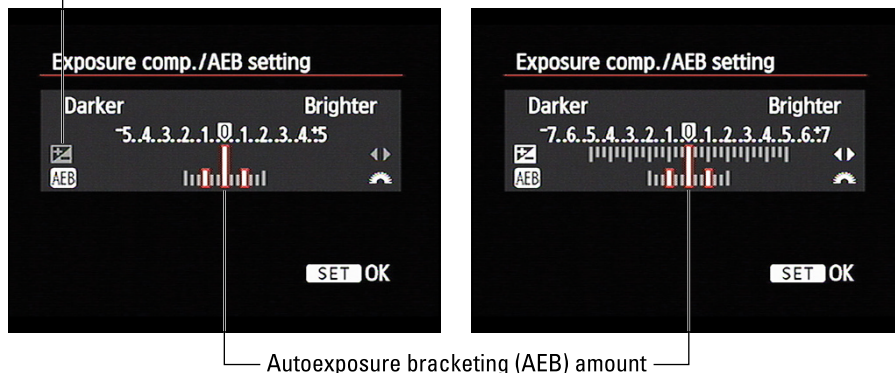 Exposure comp./AEB setting
Darker Brighter
-5..4..3..2..1..0..1..2..3..4..+5
AEB
SET OK
Exposure comp./AEB setting
Darker Brighter
-7..6..5..4..3..2..1..0..1..2..3..4..5..6..+7
AEB
SET OK
Autoexposure bracketing (AEB) amount